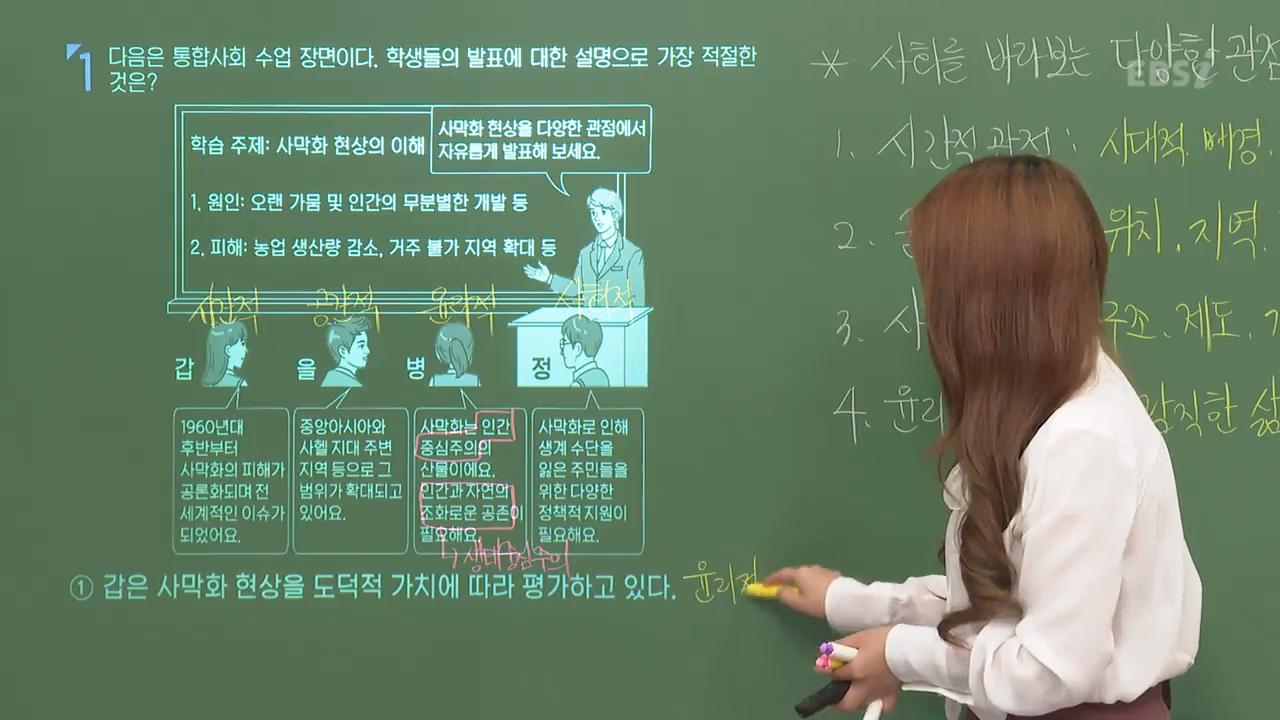 1 다음은 통합사회 수업 장면이다. 학생들의 발표에 대한 설명으로 가장 적절한
것은?
학습 주제: 사막화 현상의 이해
사막화 현상을 다양한 관점에서
자유롭게 발표해 보세요.
1. 원인: 오랜 가뭄 및 인간의 무분별한 개발 등
2. 피해: 농업 생산량 감소, 거주 불가 지역 확대 등
시간적
공간적
윤리적
사회적
갑
을
병
정
1960년대
후반부터
사막화의 피해가
공론화되며 전
세계적인 이슈가
되었어요.
중앙아시아와
사헬 지대 주변
지역 등으로 그
범위가 확대되고
있어요.
사막화는 인간
중심주의의
산물이에요.
인간과 자연의
조화로운 공존이
필요해요.
↳ 생태중심주의
사막화로 인해
생계 수단을
잃은 주민들을
위한 다양한
정책적 지원이
필요해요.
① 갑은 사막화 현상을 도덕적 가치에 따라 평가하고 있다. 윤리적
* 사회를 바라보는 다양한 관점
EBSi
1. 시간적 관점 : 시대적 배경.
2. 위치. 지역.
3. 사 구조. 제도.
4. 윤리